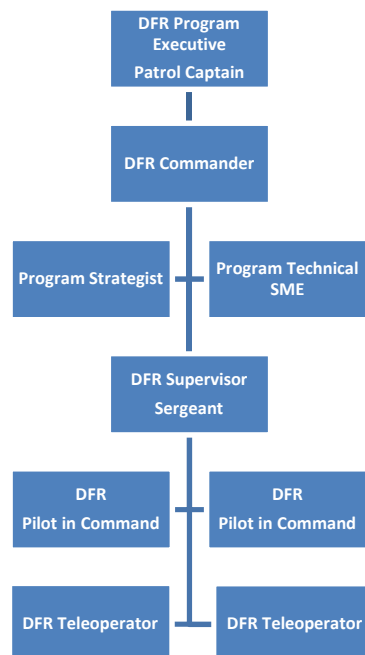 DFR Program
Executive
Patrol Captain
DFR Commander
Program Strategist
Program Technical
SME
DFR Supervisor
Sergeant
DFR
Pilot in Command
DFR
Pilot in Command
DFR Teleoperator
DFR Teleoperator